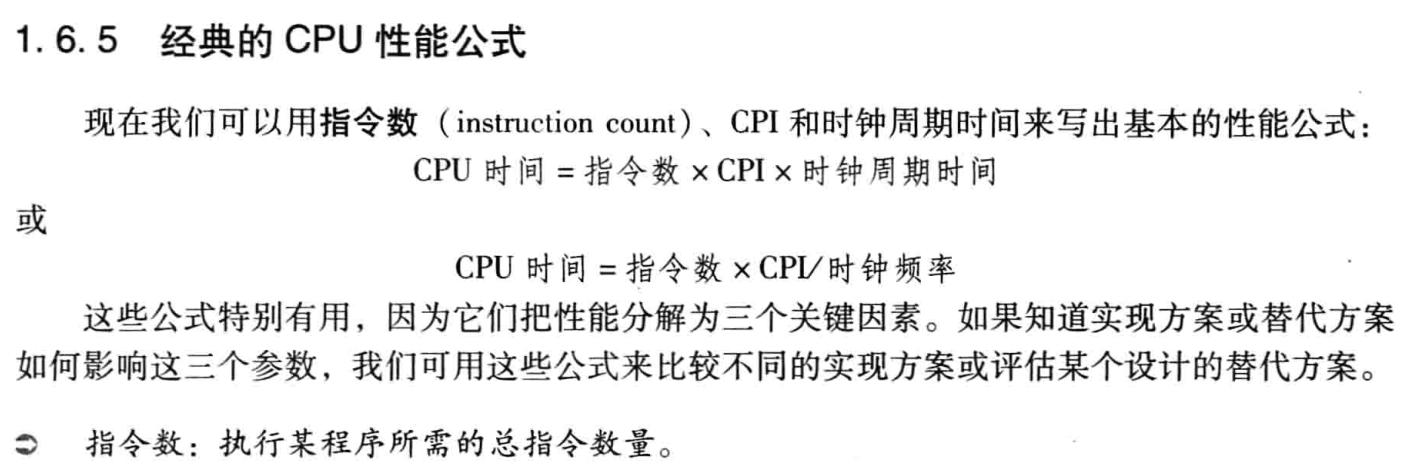 1.6.5 经典的 CPU 性能公式
现在我们可以用指令数（instruction count）、CPI 和时钟周期时间来写出基本的性能公式：
CPU 时间 = 指令数 × CPI × 时钟周期时间
或
CPU 时间 = 指令数 × CPI/时钟频率
这些公式特别有用，因为它们把性能分解为三个关键因素。如果知道实现方案或替代方案
如何影响这三个参数，我们可用这些公式来比较不同的实现方案或评估某个设计的替代方案。
⊃ 指令数：执行某程序所需的总指令数量。